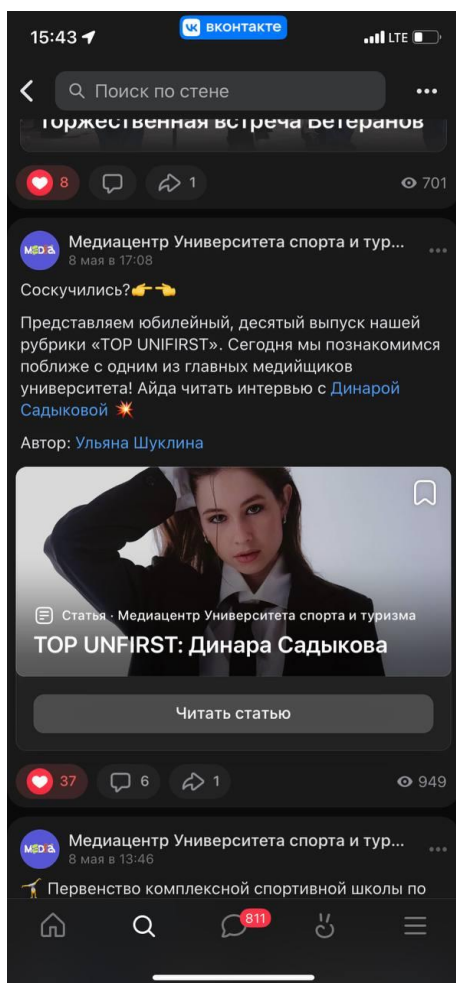 15:43
вконтакте
LTE
Поиск по стене
Торжественная встреча Ветеранов
8
1
701
MEDIA
Медиацентр Университета спорта и тур...
8 мая в 17:08
Соскучились?👉👈
Представляем юбилейный, десятый выпуск нашей
рубрики «TOP UNIFIRST». Сегодня мы познакомимся
поближе с одним из главных медийщиков
университета! Айда читать интервью с Динарой
Садыковой 💥
Автор: Ульяна Шуклина
Статья · Медиацентр Университета спорта и туризма
TOP UNFIRST: Динара Садыкова
Читать статью
37
6
1
949
MEDIA
Медиацентр Университета спорта и тур...
8 мая в 13:46
🤸 Первенство комплексной спортивной школы по
811